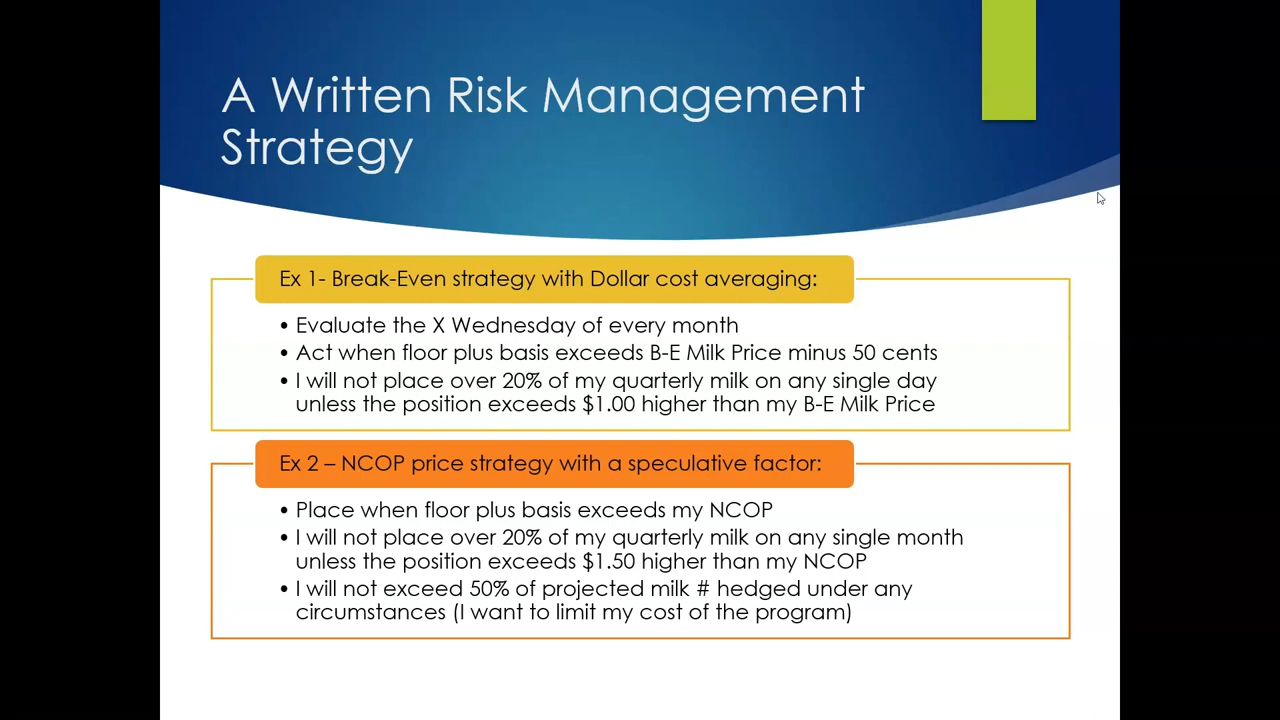 A Written Risk Management
Strategy
Ex 1- Break-Even strategy with Dollar cost averaging:
• Evaluate the X Wednesday of every month
• Act when floor plus basis exceeds B-E Milk Price minus 50 cents
• I will not place over 20% of my quarterly milk on any single day
unless the position exceeds $1.00 higher than my B-E Milk Price
Ex 2 – NCOP price strategy with a speculative factor:
• Place when floor plus basis exceeds my NCOP
• I will not place over 20% of my quarterly milk on any single month
unless the position exceeds $1.50 higher than my NCOP
• I will not exceed 50% of projected milk # hedged under any
circumstances (I want to limit my cost of the program)